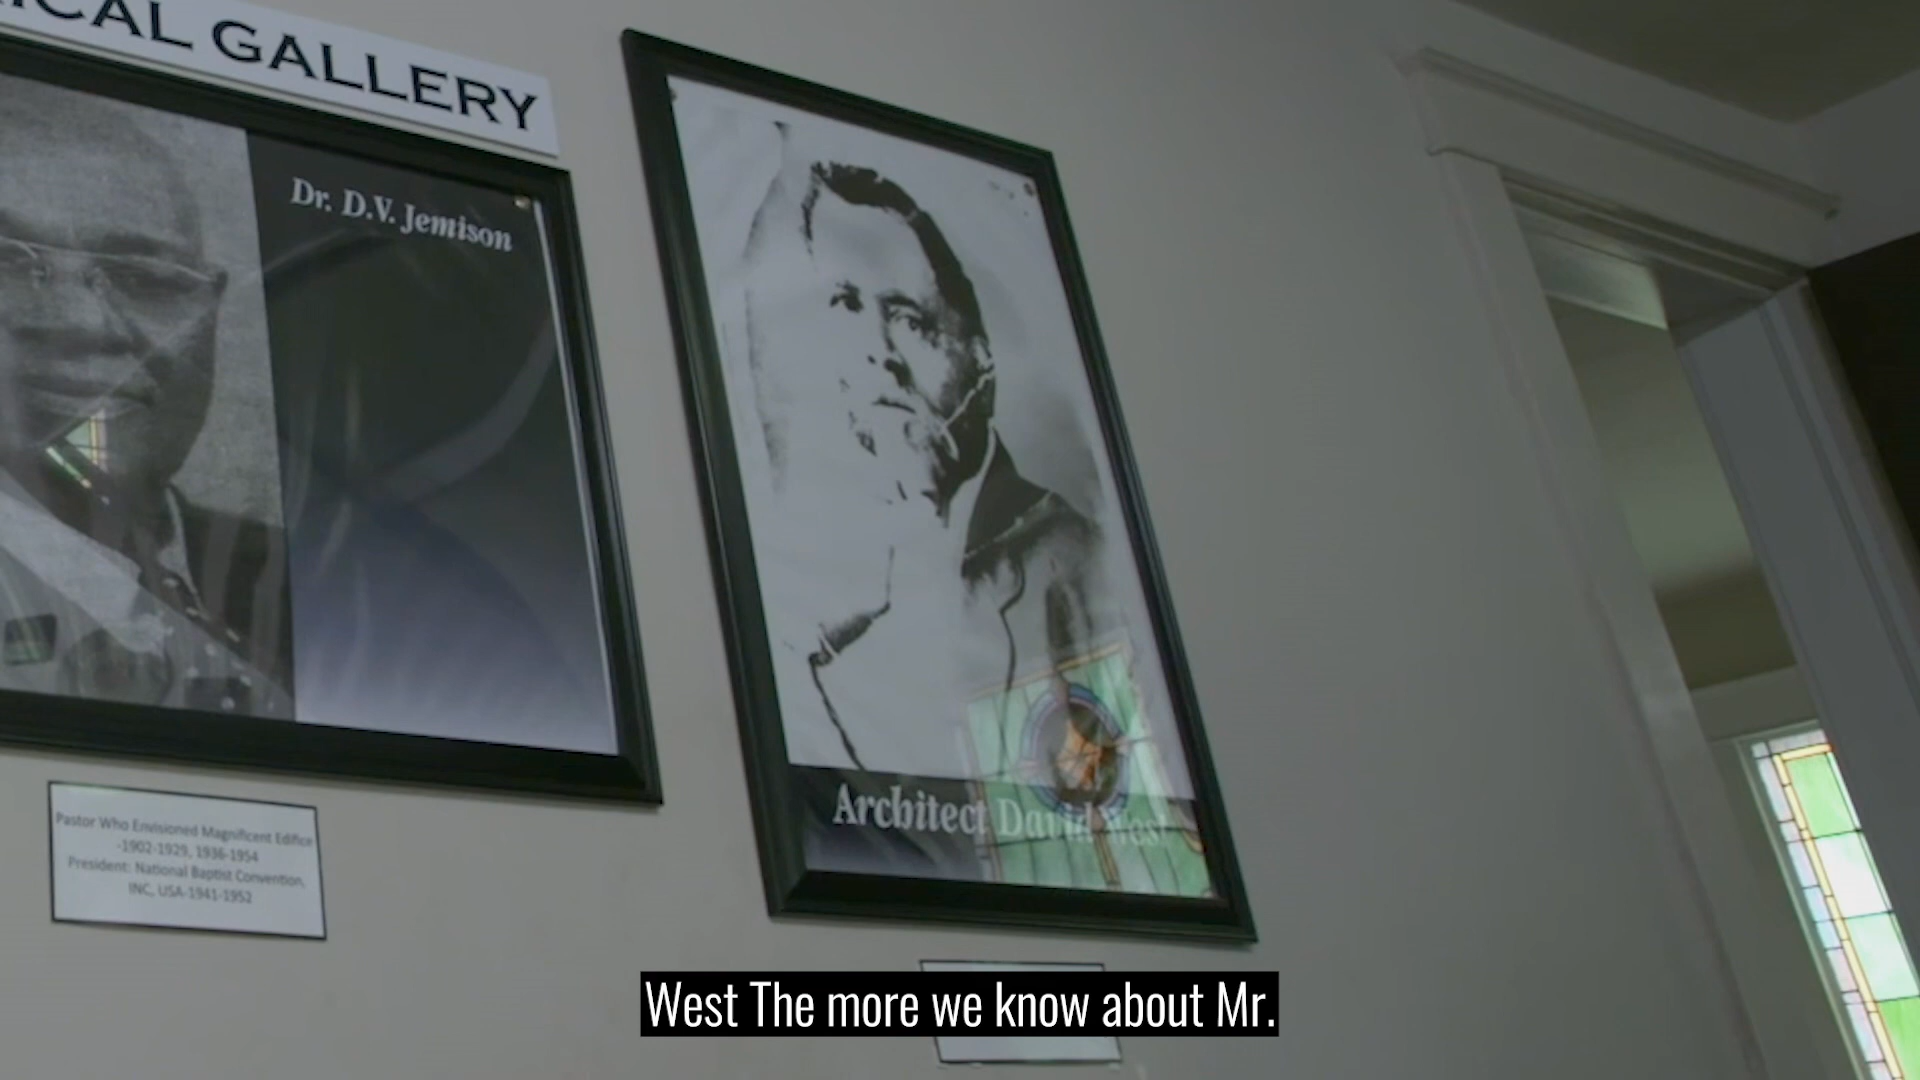 ICAL GALLERY
Dr. D.V. Jemison
Pastor Who Envisioned Magnificent Edifice
-1902-1929, 1936-1954
President: National Baptist Convention,
INC, USA-1941-1952
Architect David West
West The more we know about Mr.